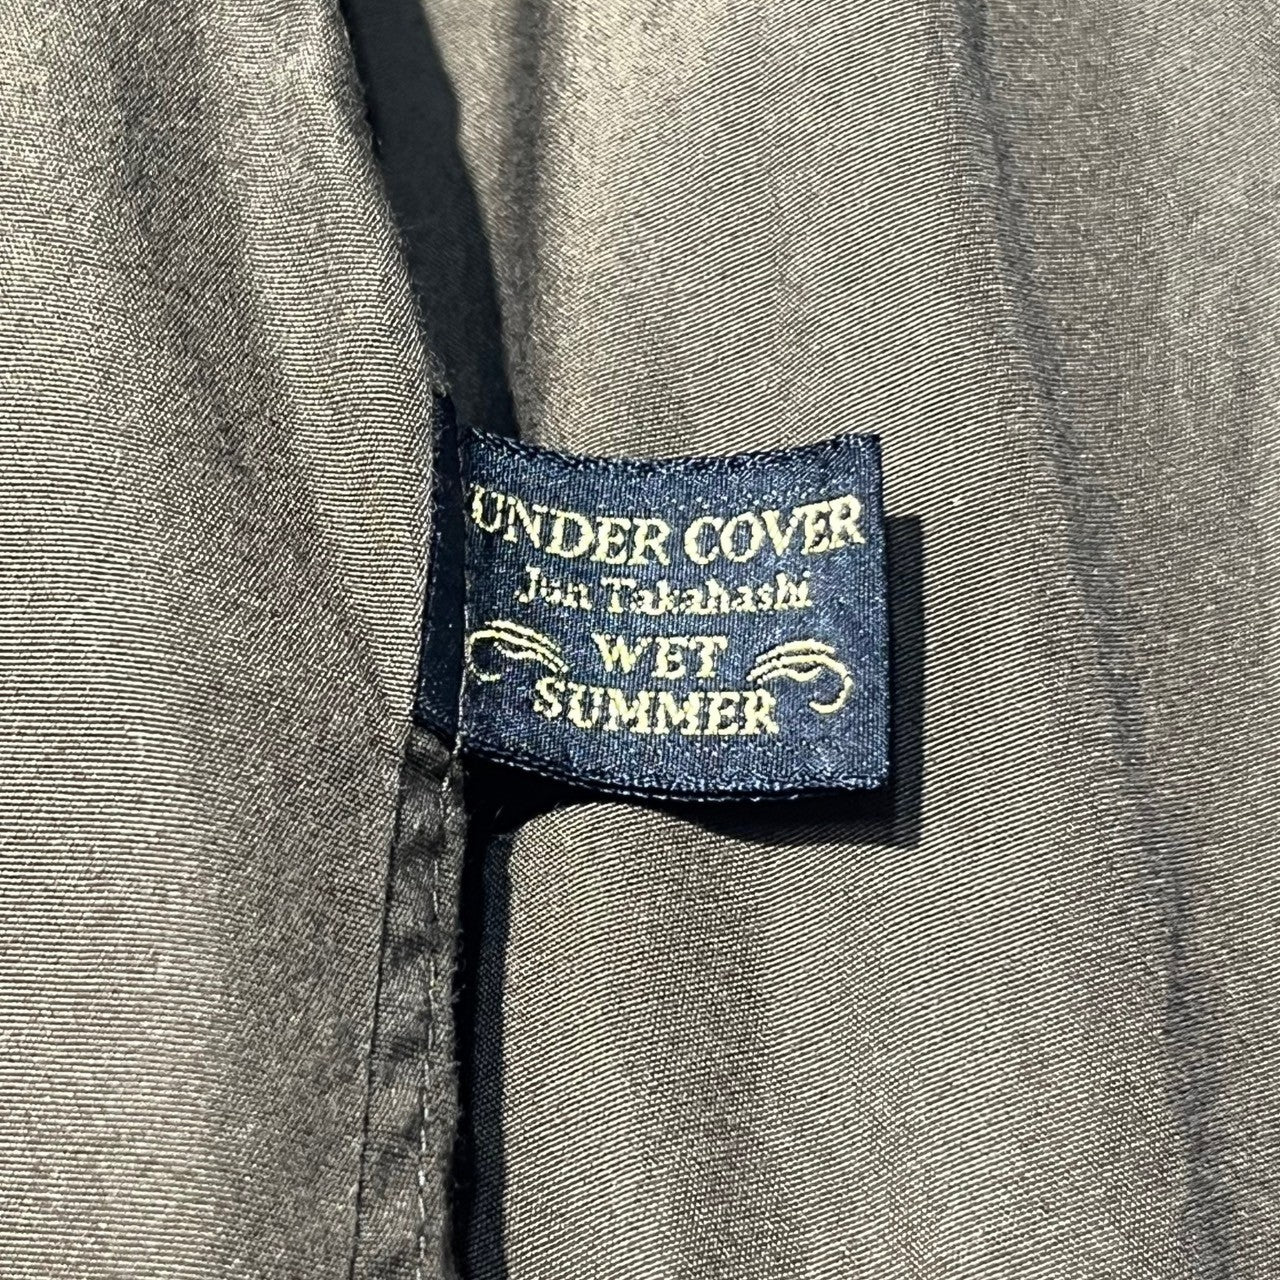 UNDER COVER
Jun Takahashi
WET
SUMMER